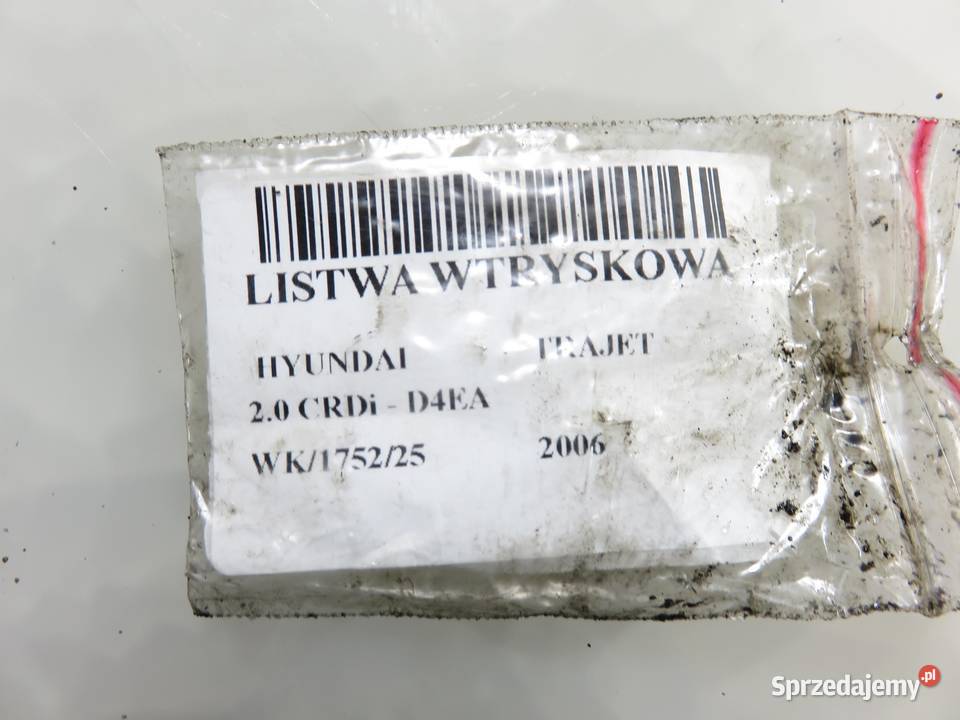 LISTWA WTRYSKOWA
HYUNDAI TRAJET
2.0 CRDi - D4EA
WK/1752/25 2006
Sprzedajemy.pl